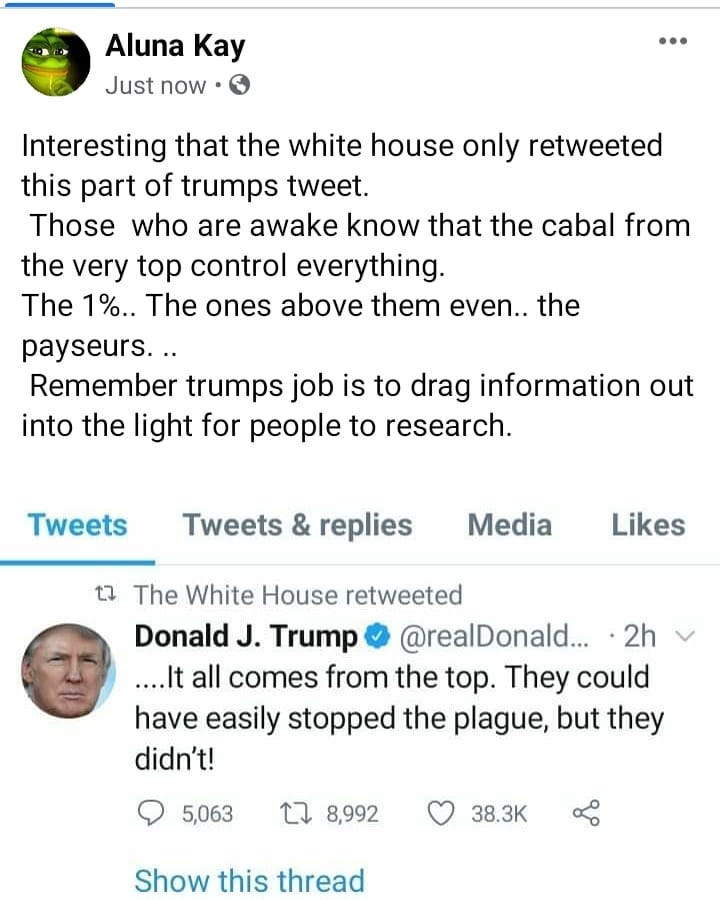 Aluna Kay
Just now •
Interesting that the white house only retweeted
this part of trumps tweet.
Those who are awake know that the cabal from
the very top control everything.
The 1%.. The ones above them even.. the
payseurs. ..
Remember trumps job is to drag information out
into the light for people to research.
Tweets Tweets & replies Media Likes
The White House retweeted
Donald J. Trump @realDonald... · 2h
....It all comes from the top. They could
have easily stopped the plague, but they
didn't!
5,063 8,992 38.3K
Show this thread